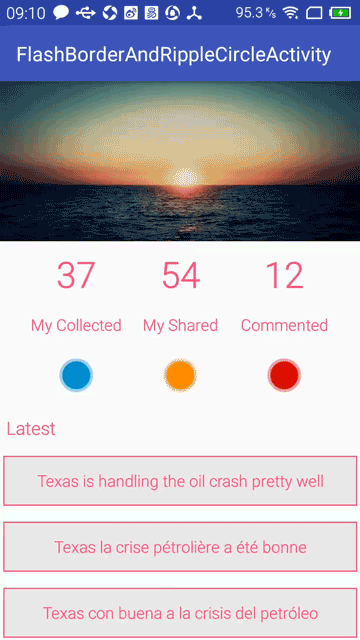 09:10 95.3 K/s
FlashBorderAndRippleCircleActivity
37 54 12
My Collected My Shared Commented
Latest
Texas is handling the oil crash pretty well
Texas la crise pétrolière a été bonne
Texas con buena a la crisis del petróleo